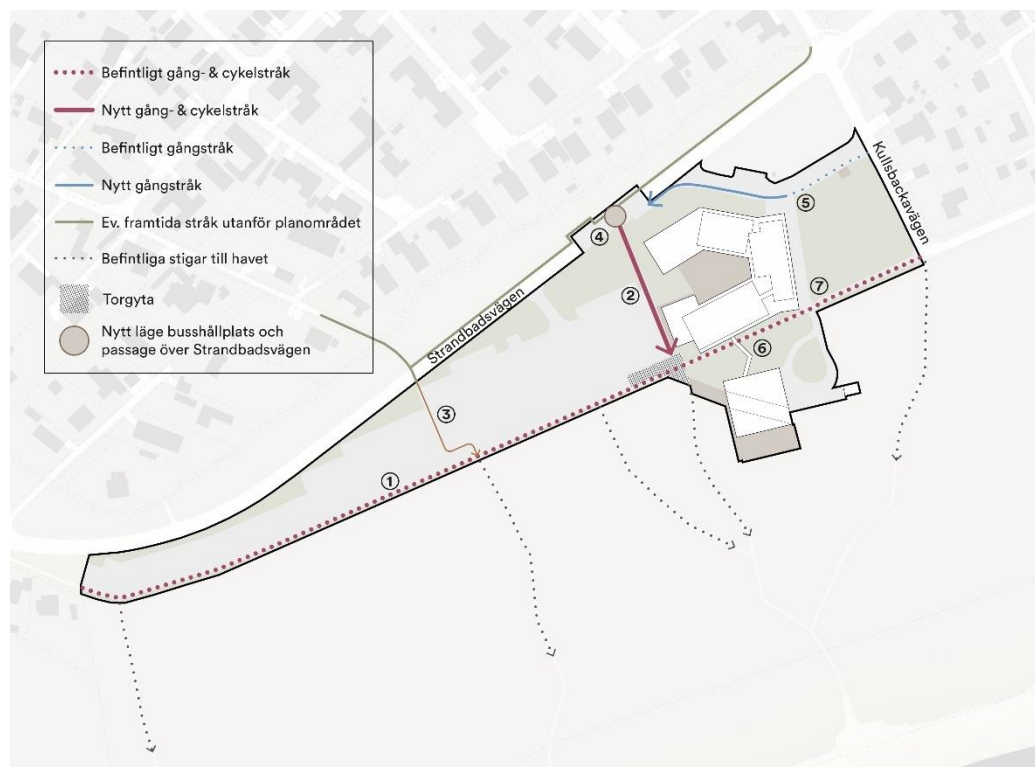 Befintligt gång- & cykelstråk
Nytt gång- & cykelstråk
Befintligt gångstråk
Nytt gångstråk
Ev. framtida stråk utanför planområdet
Befintliga stigar till havet
Torgyta
Nytt läge busshållplats och
passage över Strandbadsvägen
Kullsbackavägen
Strandbadsvägen
5
4
2
7
6
3
1